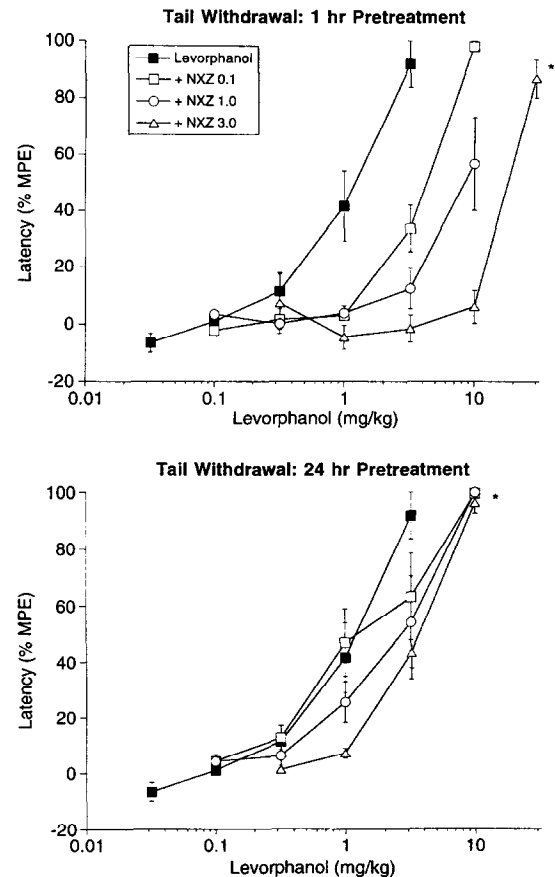 Tail Withdrawal: 1 hr Pretreatment
Levorphanol
+ NXZ 0.1
+ NXZ 1.0
+ NXZ 3.0
*
Latency (% MPE)
100
80
60
40
20
0
-20
0.01 0.1 1 10
Levorphanol (mg/kg)
Tail Withdrawal: 24 hr Pretreatment
*
Latency (% MPE)
100
80
60
40
20
0
-20
0.01 0.1 1 10
Levorphanol (mg/kg)